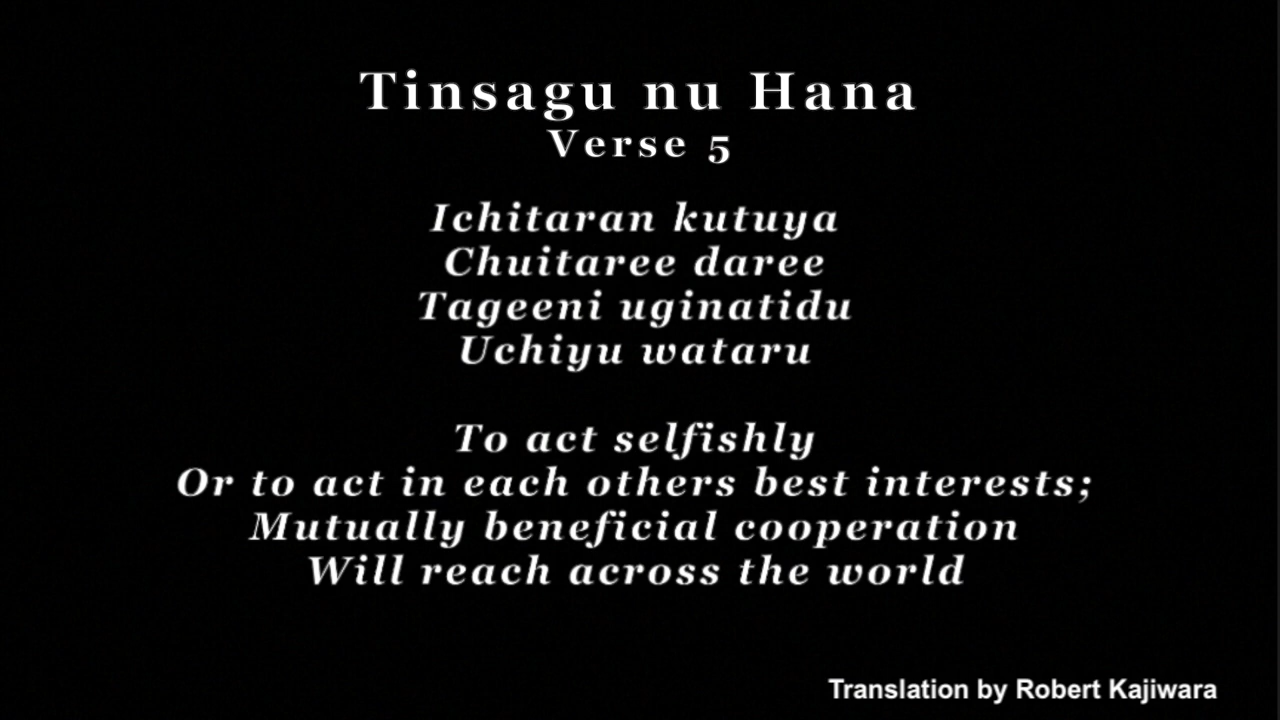 Tinsagu nu Hana
Verse 5
Ichitaran kutuya
Chuitaree daree
Tageeni uginatidu
Uchiyu wataru
To act selfishly
Or to act in each others best interests;
Mutually beneficial cooperation
Will reach across the world
Translation by Robert Kajiwara